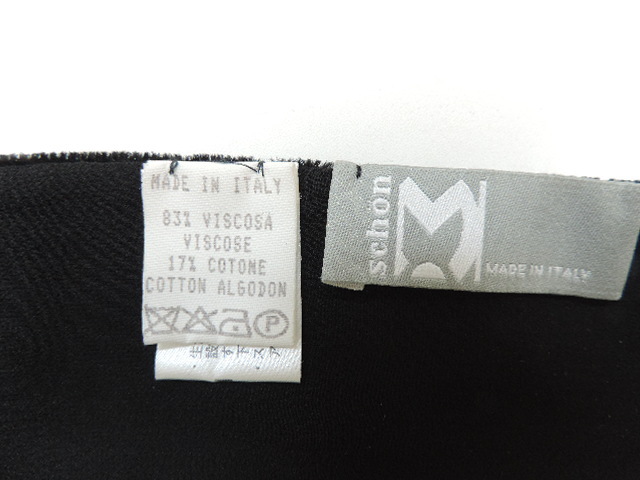 MADE IN ITALY
83% VISCOSA
VISCOSE
17% COTONE
COTTON ALGODON
P
schön
MADE IN ITALY